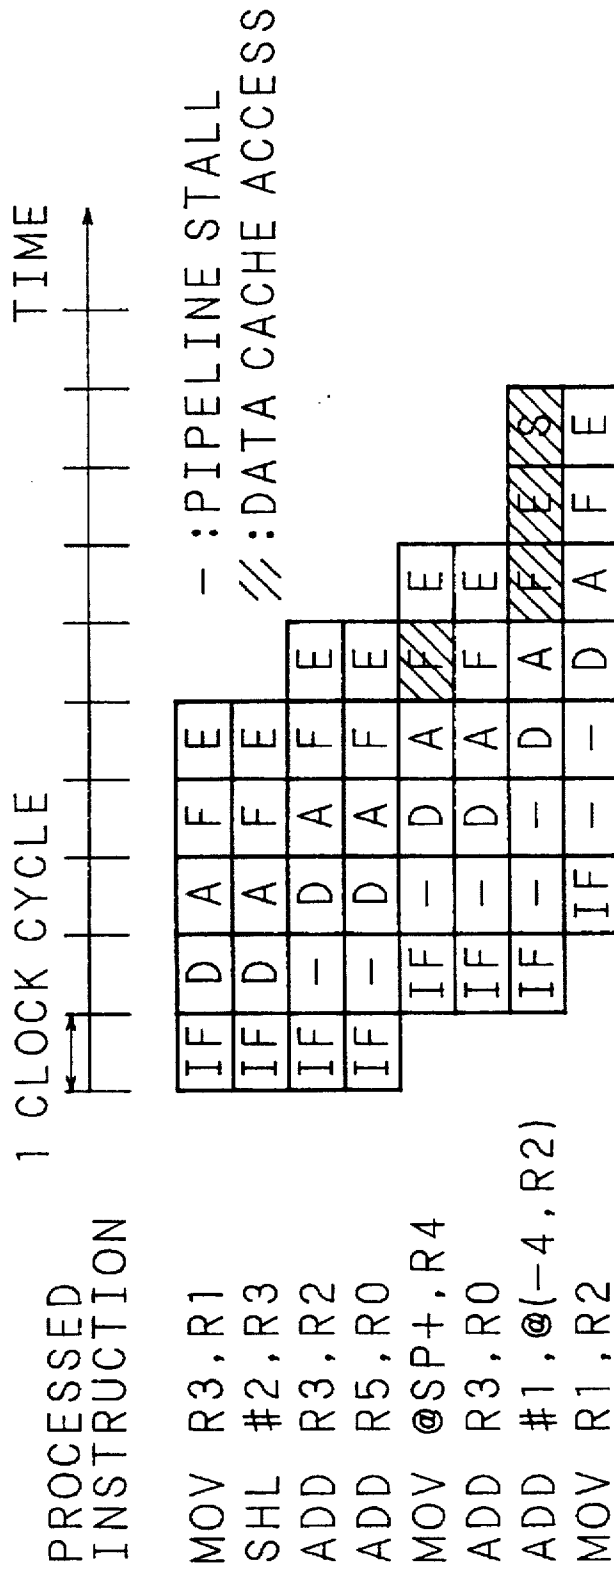 1 CLOCK CYCLE TIME
PROCESSED
INSTRUCTION
- :PIPELINE STALL
:DATA CACHE ACCESS
MOV R3,R1 IF D A F E
SHL #2,R3 IF D A F E
ADD R3,R2 IF - D A F E
ADD R5,R0 IF - D A F E
MOV @SP+,R4 IF - D A F E
ADD R3,R0 IF - D A F E
ADD #1,@(-4,R2) IF - - D A F E S
MOV R1,R2 IF - - D A F E